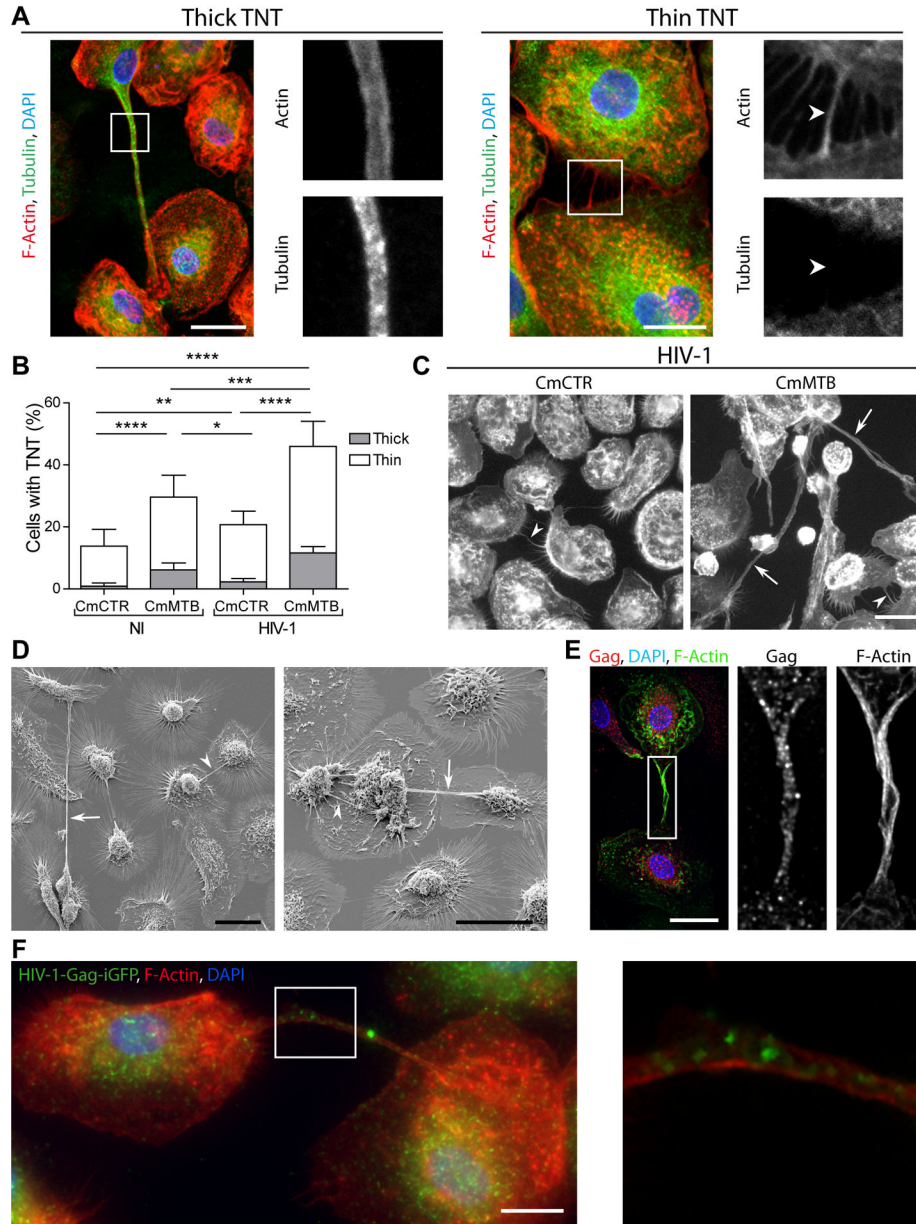 A
Thick TNT
Thin TNT
F-Actin, Tubulin, DAPI
Actin
Tubulin
F-Actin, Tubulin, DAPI
Actin
Tubulin
B
Cells with TNT (%)
60
40
20
0
****
***
**
****
****
*
Thick
Thin
CmCTR
CmMTB
CmCTR
CmMTB
NI
HIV-1
HIV-1
C
CmCTR
CmMTB
D
E
Gag, DAPI, F-Actin
Gag
F-Actin
F
HIV-1-Gag-iGFP, F-Actin, DAPI